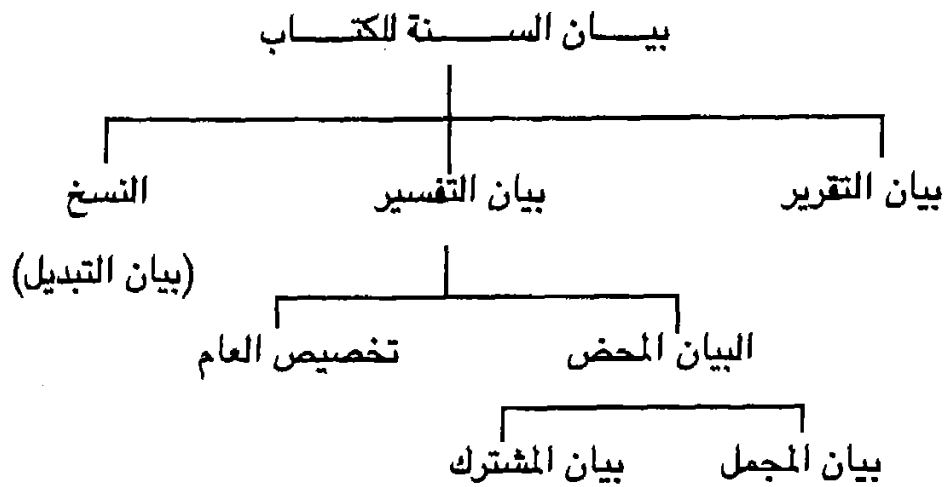 بيان السنة للكتاب
بيان التقرير
بيان التفسير
النسخ
(بيان التبديل)
البيان المحض
تخصيص العام
بيان المجمل
بيان المشترك